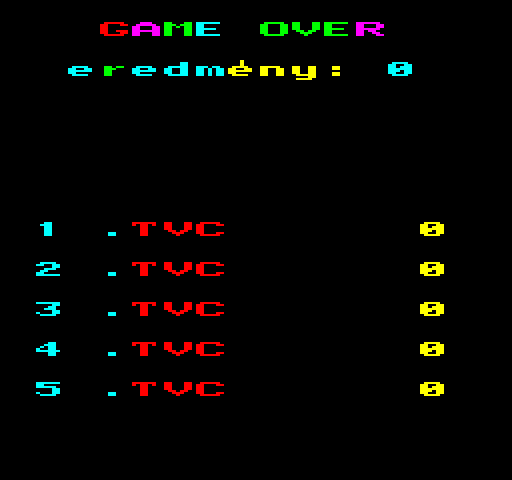 GAME OVER
eredmény: 0
1 .TVC 0
2 .TVC 0
3 .TVC 0
4 .TVC 0
5 .TVC 0